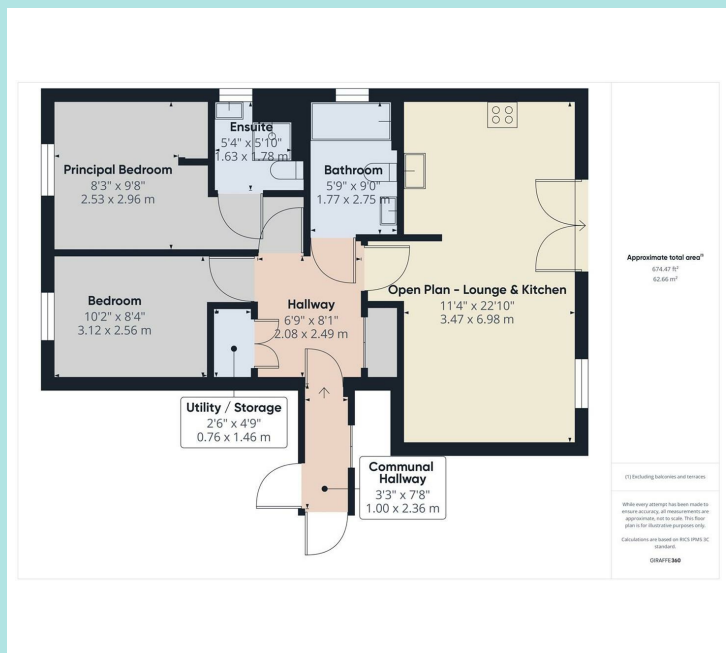 Ensuite
5'4" x 5'10"
1.63 x 1.78 m
Principal Bedroom
8'3" x 9'8"
2.53 x 2.96 m
Bathroom
5'9" x 9'0"
1.77 x 2.75 m
Bedroom
10'2" x 8'4"
3.12 x 2.56 m
Hallway
6'9" x 8'1"
2.08 x 2.49 m
Open Plan - Lounge & Kitchen
11'4" x 22'10"
3.47 x 6.98 m
Utility / Storage
2'6" x 4'9"
0.76 x 1.46 m
Communal
Hallway
3'3" x 7'8"
1.00 x 2.36 m
Approximate total area⁽¹⁾
674.47 ft²
62.66 m²
(1) Excluding balconies and terraces
While every attempt has been made to
ensure accuracy, all measurements are
approximate, not to scale. This floor
plan is for illustrative purposes only.
Calculations are based on RICS IPMS 3C
standard.
GIRAFFE360